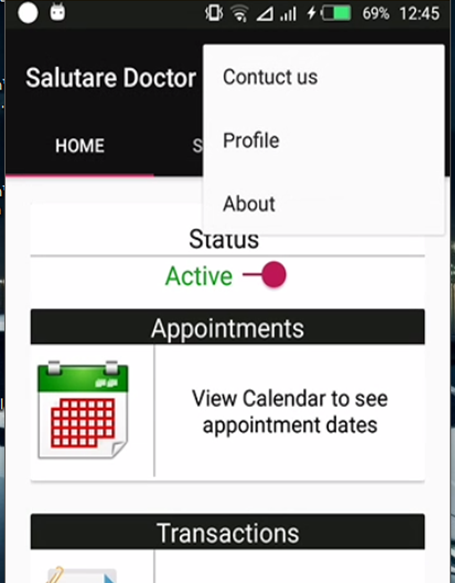 69% 12:45
Salutare Doctor
Contuct us
Profile
About
HOME
S
Status
Active
Appointments
View Calendar to see
appointment dates
Transactions